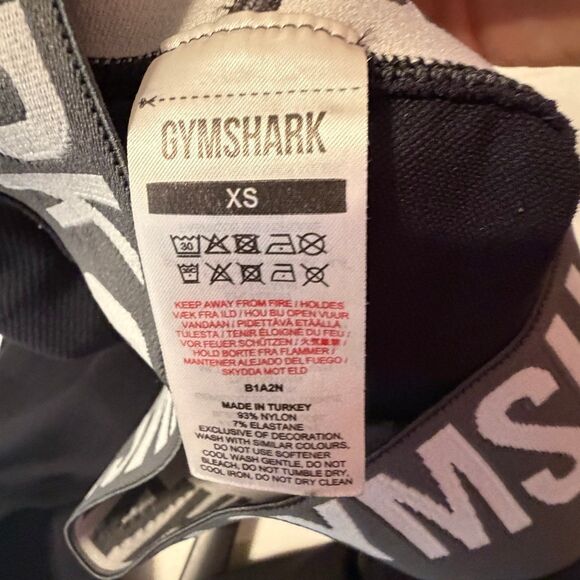 GYMSHARK
XS
30
KEEP AWAY FROM FIRE / HOLDES
VÆK FRA ILD / HOU BIJ OPEN VUUR
VANDAAN / PIDETTÄVÄ ETÄÄLLÄ
TULESTA / TENIR ÉLOIGNÉ DU FEU /
VOR FEUER SCHÜTZEN / 火気厳禁 /
HOLD BORTE FRA FLAMMER /
MANTENER ALEJADO DEL FUEGO /
SKYDDA MOT ELD
B1A2N
MADE IN TURKEY
93% NYLON
7% ELASTANE
EXCLUSIVE OF DECORATION.
WASH WITH SIMILAR COLOURS.
DO NOT USE SOFTENER
COOL WASH GENTLE, DO NOT
BLEACH, DO NOT TUMBLE DRY,
COOL IRON, DO NOT DRY CLEAN
YMSH